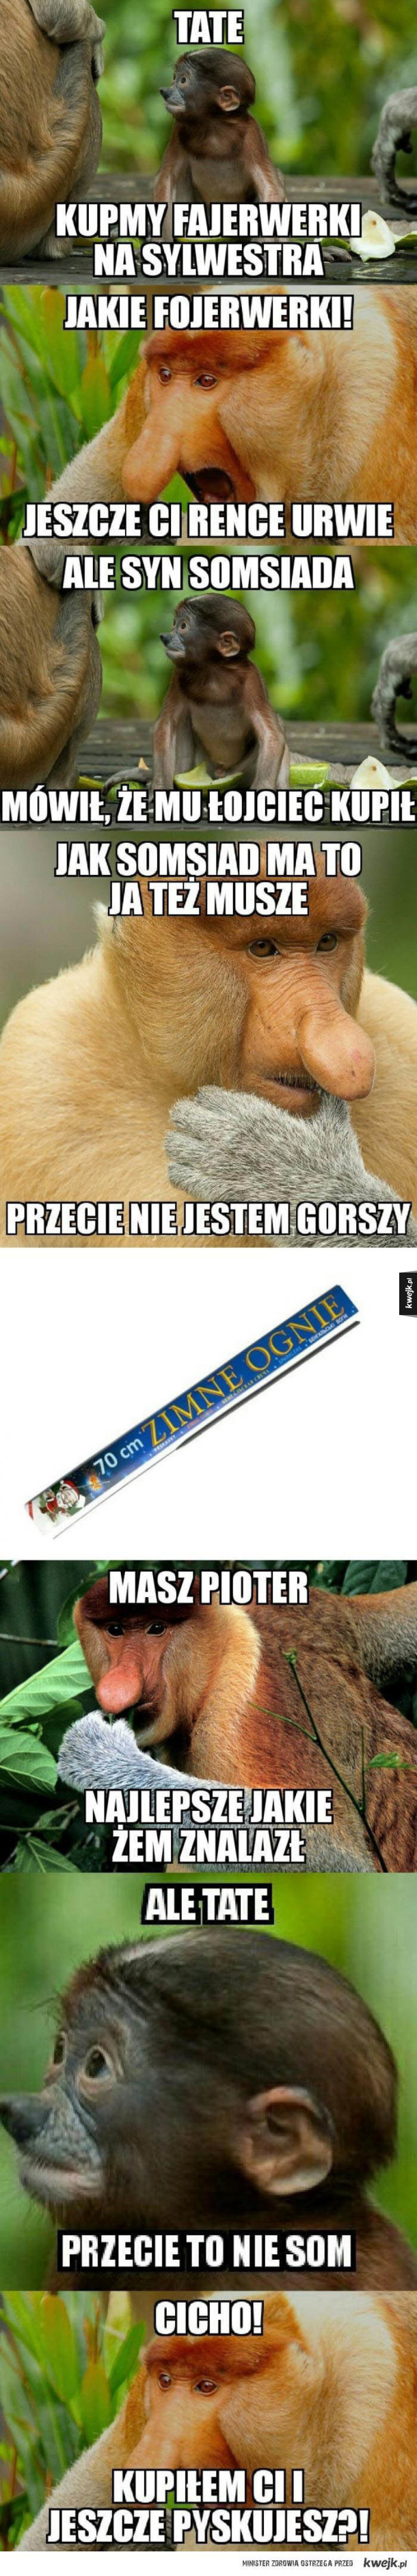 TATE
KUPMY FAJERWERKI
NA SYLWESTRA
JAKIE FOJERWERKI!
JESZCZE CI RENCE URWIE
ALE SYN SOMSIADA
MÓWIŁ, ŻE MU ŁOJCIEC KUPIŁ
JAK SOMSIAD MA TO
JA TEŻ MUSZE
PRZECIE NIE JESTEM GORSZY
kwejk.pl
70 cm ZIMNE OGNIE
MASZ PIOTER
NAJLEPSZE JAKIE
ŻEM ZNALAZŁ
ALE TATE
PRZECIE TO NIE SOM
CICHO!
KUPIŁEM CI I
JESZCZE PYSKUJESZ?!
MINISTER ZDROWIA OSTRZEGA PRZED kwejk.pl